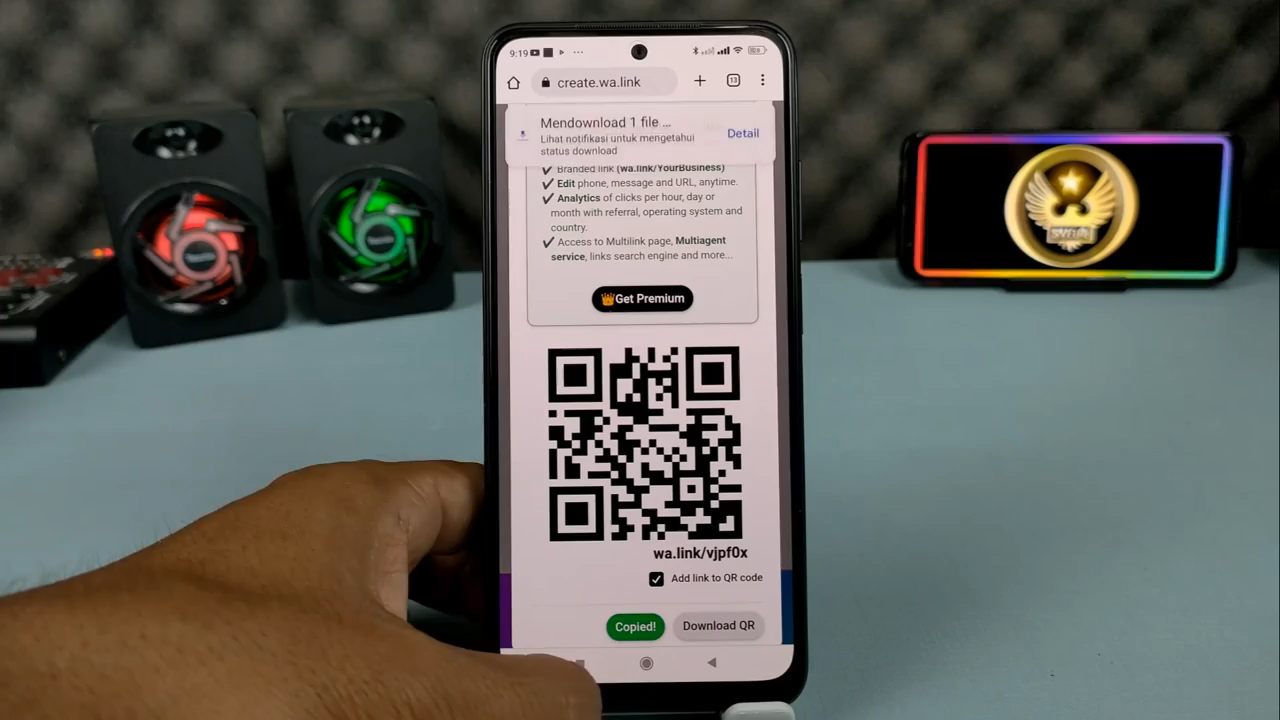 9:19
create.wa.link
13
Mendownload 1 file ...
Lihat notifikasi untuk mengetahui
status download
Detail
✔ Branded link (wa.link/YourBusiness)
✔ Edit phone, message and URL, anytime.
✔ Analytics of clicks per hour, day or
month with referral, operating system and
country.
✔ Access to Multilink page, Multiagent
service, links search engine and more...
Get Premium
wa.link/vjpf0x
Add link to QR code
Copied!
Download QR